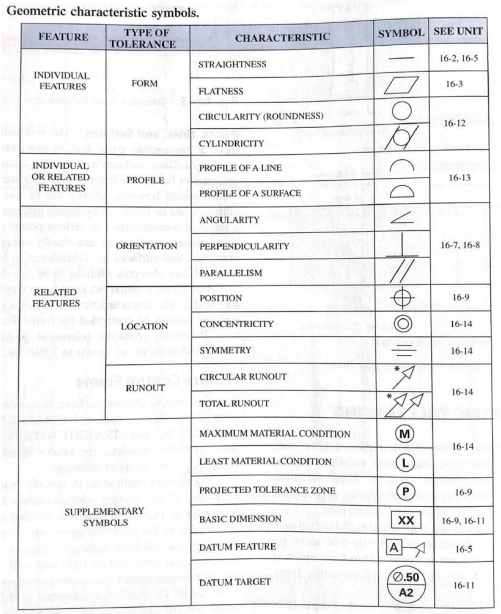 Geometric characteristic symbols.
FEATURE TYPE OF TOLERANCE CHARACTERISTIC SYMBOL SEE UNIT
INDIVIDUAL FEATURES FORM STRAIGHTNESS 16-2, 16-5
FLATNESS 16-3
CIRCULARITY (ROUNDNESS) 16-12
CYLINDRICITY
INDIVIDUAL OR RELATED FEATURES PROFILE PROFILE OF A LINE 16-13
PROFILE OF A SURFACE
RELATED FEATURES ORIENTATION ANGULARITY 16-7, 16-8
PERPENDICULARITY
PARALLELISM
LOCATION POSITION 16-9
CONCENTRICITY 16-14
SYMMETRY 16-14
RUNOUT CIRCULAR RUNOUT * 16-14
TOTAL RUNOUT *
SUPPLEMENTARY SYMBOLS MAXIMUM MATERIAL CONDITION M 16-14
LEAST MATERIAL CONDITION L
PROJECTED TOLERANCE ZONE P 16-9
BASIC DIMENSION XX 16-9, 16-11
DATUM FEATURE A 16-5
DATUM TARGET Ø.50 A2 16-11